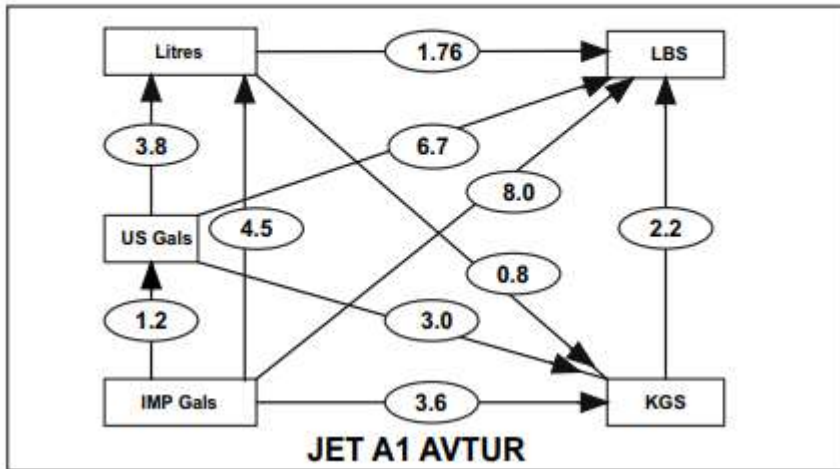 Litres 1.76 LBS
3.8 6.7
8.0
US Gals 4.5 2.2
0.8
1.2 3.0
IMP Gals 3.6 KGS
JET A1 AVTUR